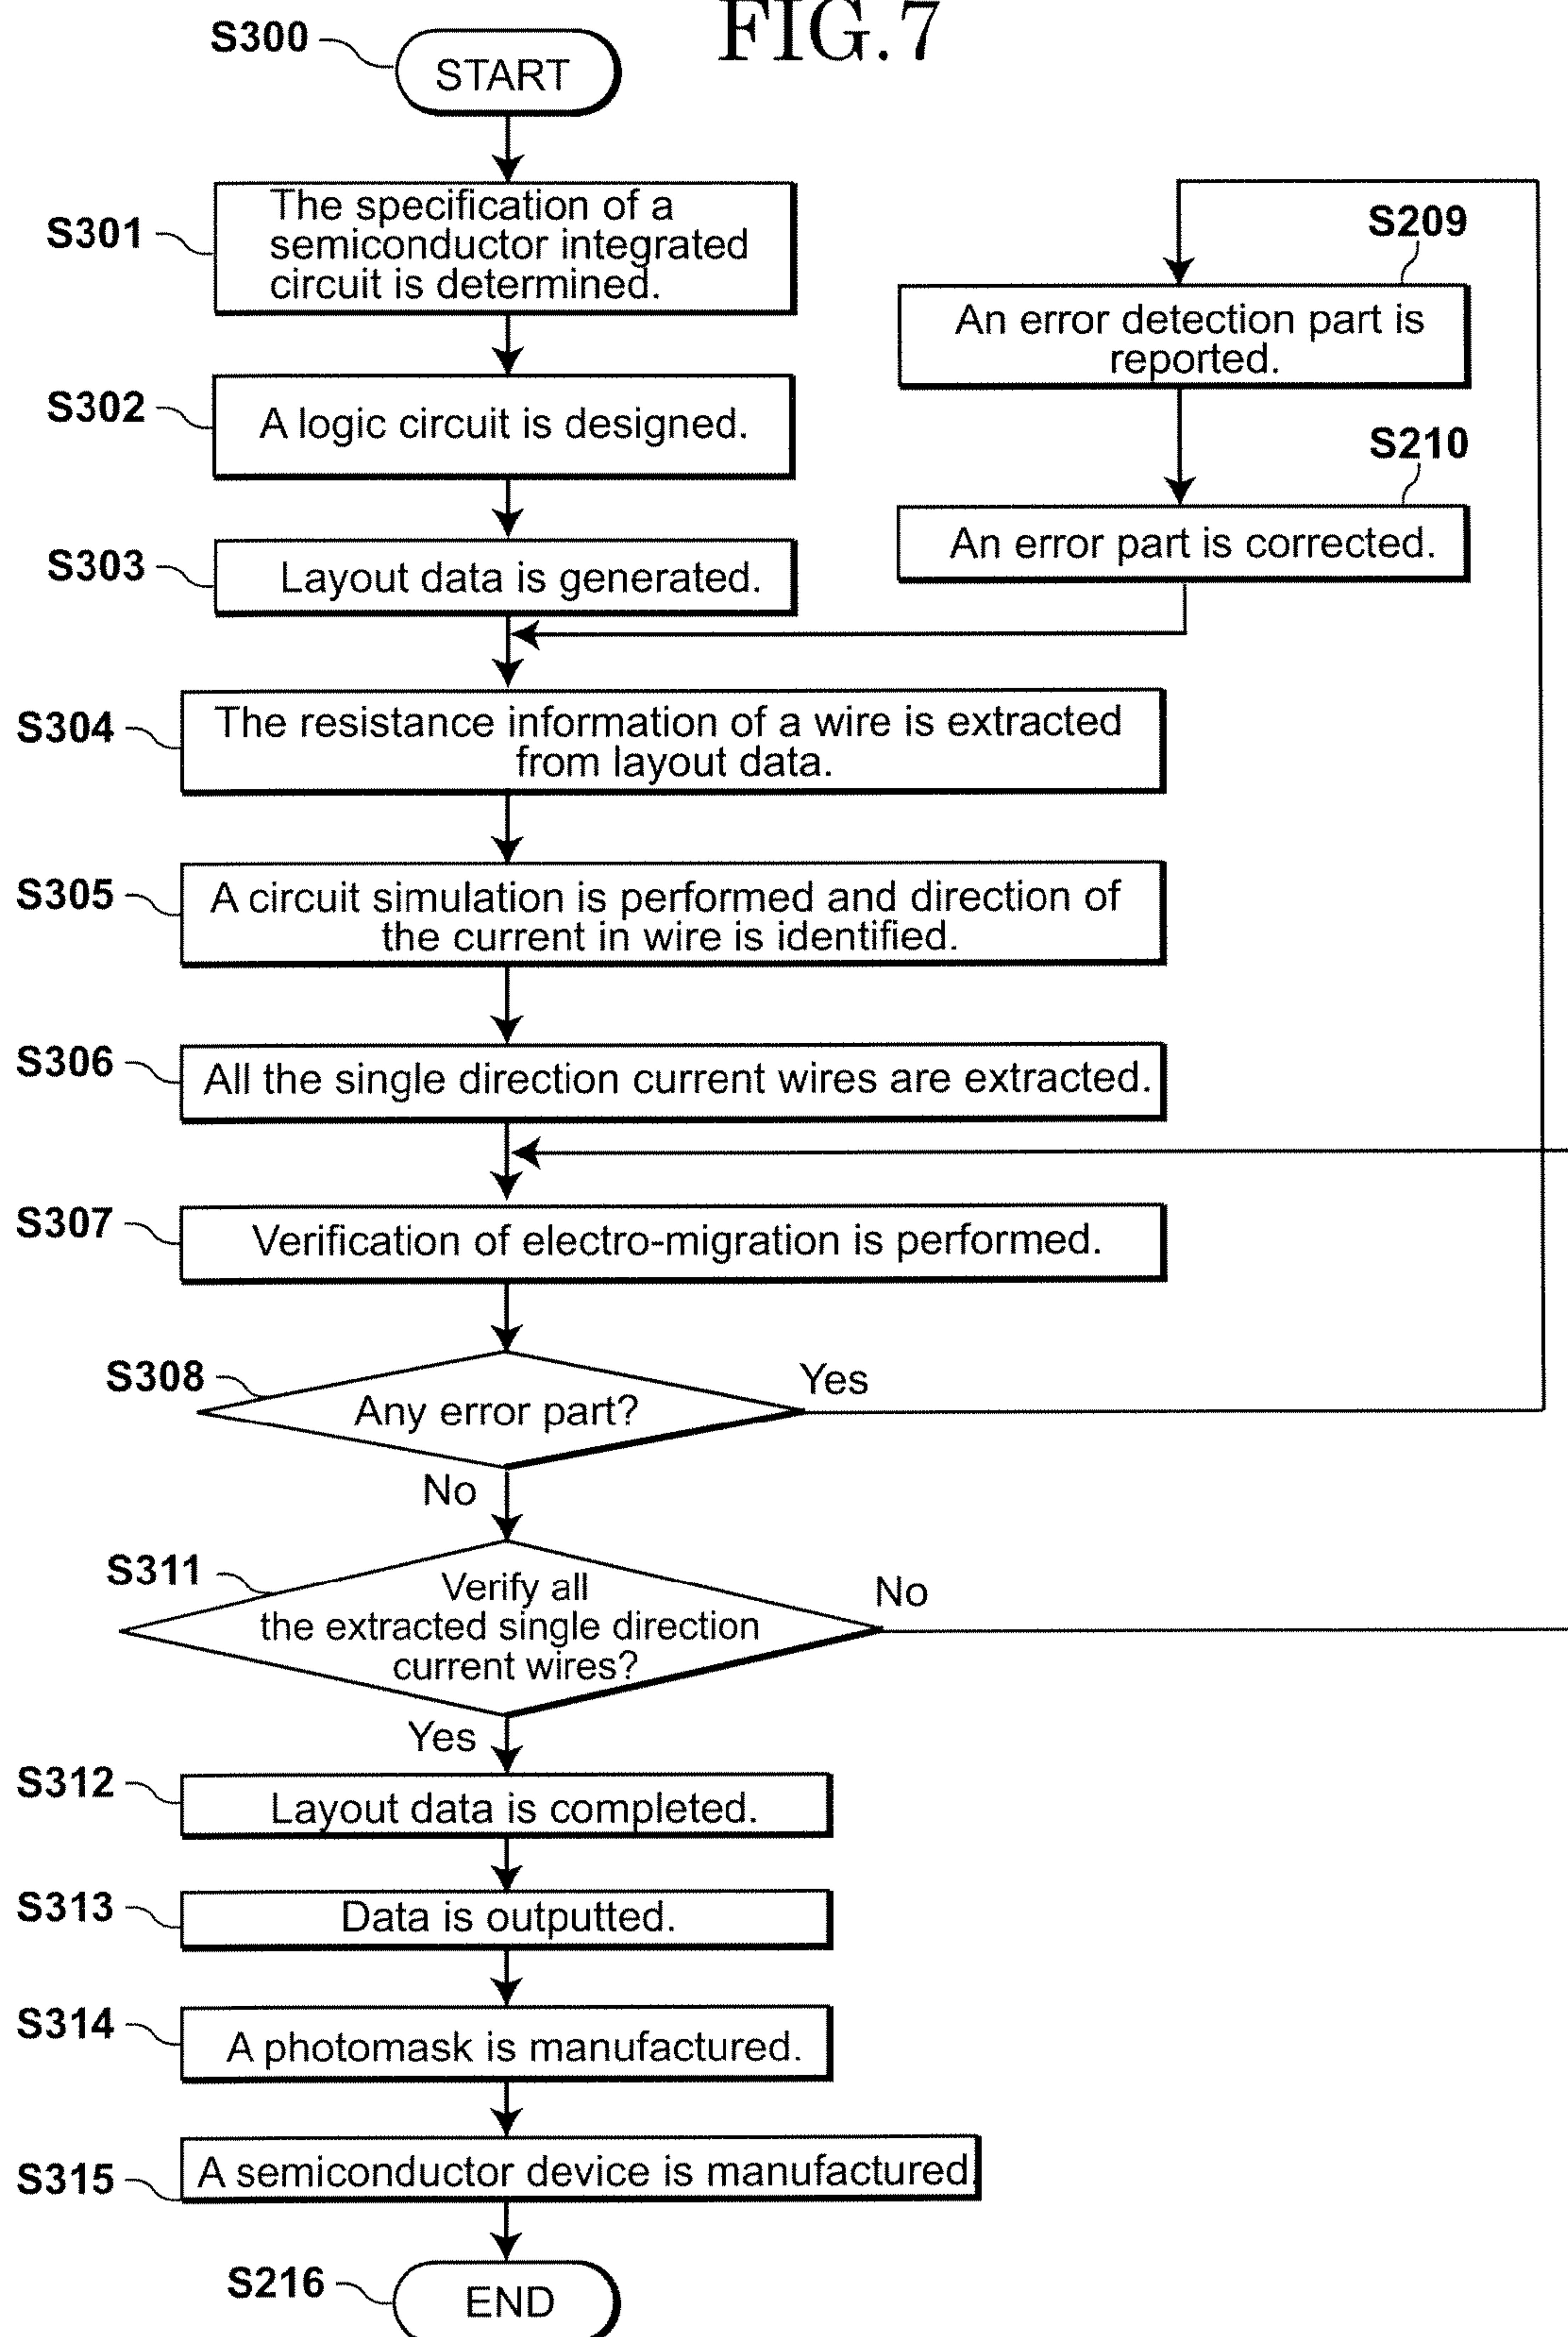 FIG.7
S300
START
S301
The specification of a
semiconductor integrated
circuit is determined.
S302
A logic circuit is designed.
S303
Layout data is generated.
S209
An error detection part is
reported.
S210
An error part is corrected.
S304
The resistance information of a wire is extracted
from layout data.
S305
A circuit simulation is performed and direction of
the current in wire is identified.
S306
All the single direction current wires are extracted.
S307
Verification of electro-migration is performed.
S308
Any error part?
Yes
No
S311
Verify all
the extracted single direction
current wires?
No
Yes
S312
Layout data is completed.
S313
Data is outputted.
S314
A photomask is manufactured.
S315
A semiconductor device is manufactured.
S216
END